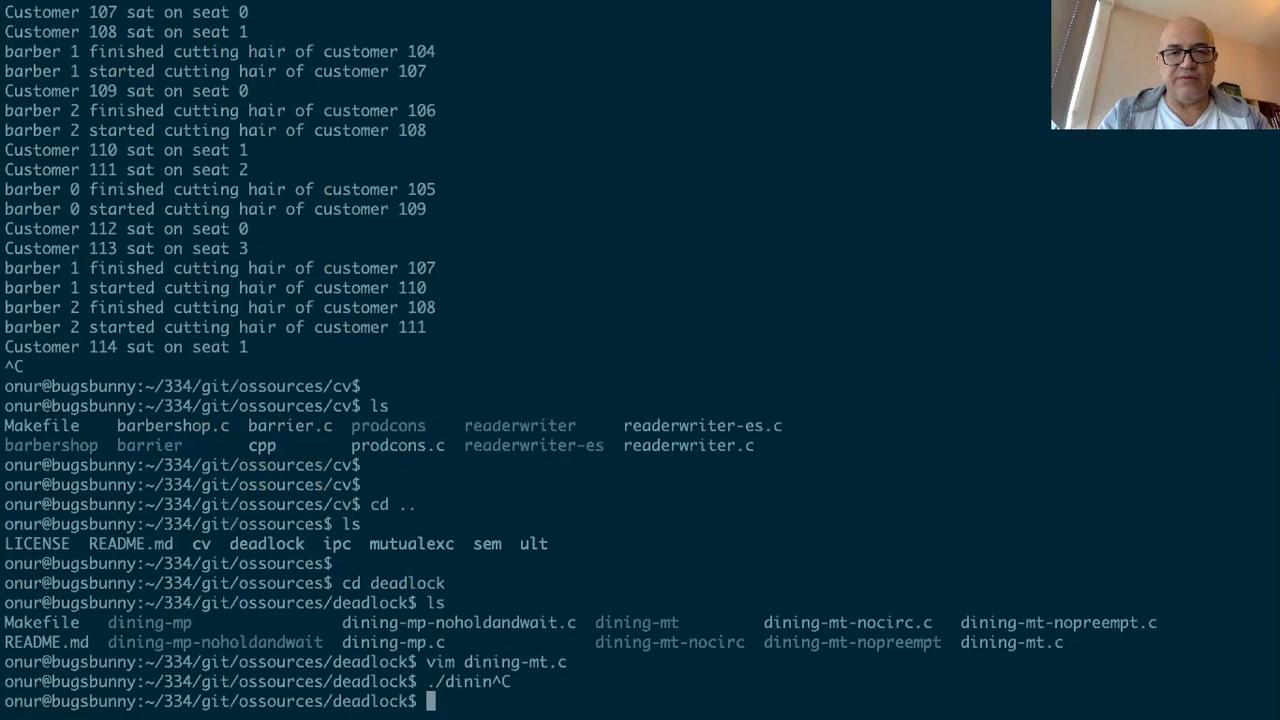 Customer 107 sat on seat 0
Customer 108 sat on seat 1
barber 1 finished cutting hair of customer 104
barber 1 started cutting hair of customer 107
Customer 109 sat on seat 0
barber 2 finished cutting hair of customer 106
barber 2 started cutting hair of customer 108
Customer 110 sat on seat 1
Customer 111 sat on seat 2
barber 0 finished cutting hair of customer 105
barber 0 started cutting hair of customer 109
Customer 112 sat on seat 0
Customer 113 sat on seat 3
barber 1 finished cutting hair of customer 107
barber 1 started cutting hair of customer 110
barber 2 finished cutting hair of customer 108
barber 2 started cutting hair of customer 111
Customer 114 sat on seat 1
^C
onur@bugsbunny:~/334/git/ossources/cv$
onur@bugsbunny:~/334/git/ossources/cv$ ls
Makefile barbershop.c barrier.c prodcons readerwriter readerwriter-es.c
barbershop barrier cpp prodcons.c readerwriter-es readerwriter.c
onur@bugsbunny:~/334/git/ossources/cv$
onur@bugsbunny:~/334/git/ossources/cv$
onur@bugsbunny:~/334/git/ossources/cv$ cd ..
onur@bugsbunny:~/334/git/ossources$ ls
LICENSE README.md cv deadlock ipc mutualexc sem ult
onur@bugsbunny:~/334/git/ossources$
onur@bugsbunny:~/334/git/ossources$ cd deadlock
onur@bugsbunny:~/334/git/ossources/deadlock$ ls
Makefile dining-mp dining-mp-noholdandwait.c dining-mt dining-mt-nocirc.c dining-mt-nopreempt.c
README.md dining-mp-noholdandwait dining-mp.c dining-mt-nocirc dining-mt-nopreempt dining-mt.c
onur@bugsbunny:~/334/git/ossources/deadlock$ vim dining-mt.c
onur@bugsbunny:~/334/git/ossources/deadlock$ ./dinin^C
onur@bugsbunny:~/334/git/ossources/deadlock$